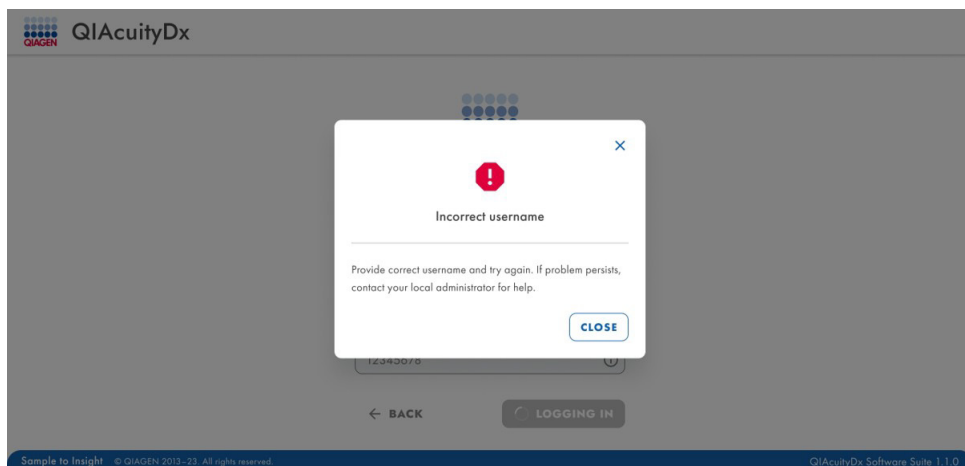 QIAGEN
QIAcuityDx
Incorrect username
Provide correct username and try again. If problem persists,
contact your local administrator for help.
CLOSE
12345678
← BACK
LOGGING IN
Sample to Insight © QIAGEN 2013–23. All rights reserved.
QIAcuityDx Software Suite 1.1.0